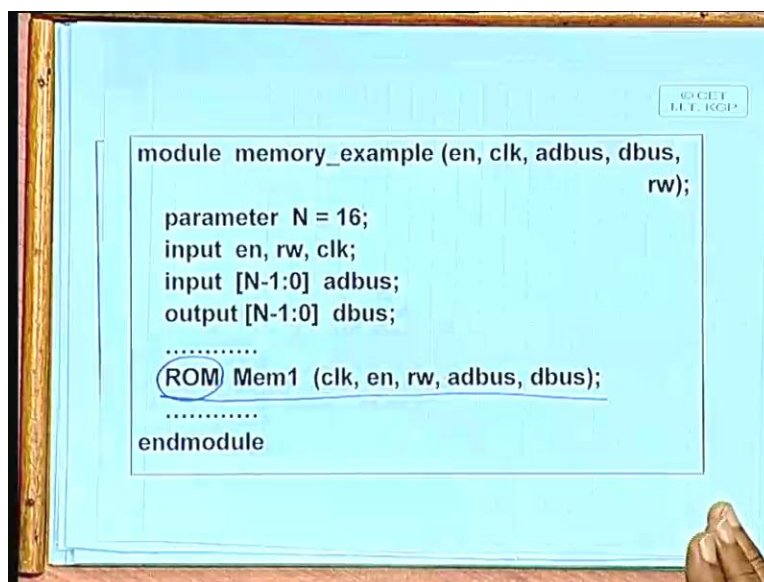 © CET
I.I.T. KGP
module memory_example (en, clk, adbus, dbus,
rw);
parameter N = 16;
input en, rw, clk;
input [N-1:0] adbus;
output [N-1:0] dbus;
............
ROM Mem1 (clk, en, rw, adbus, dbus);
............
endmodule